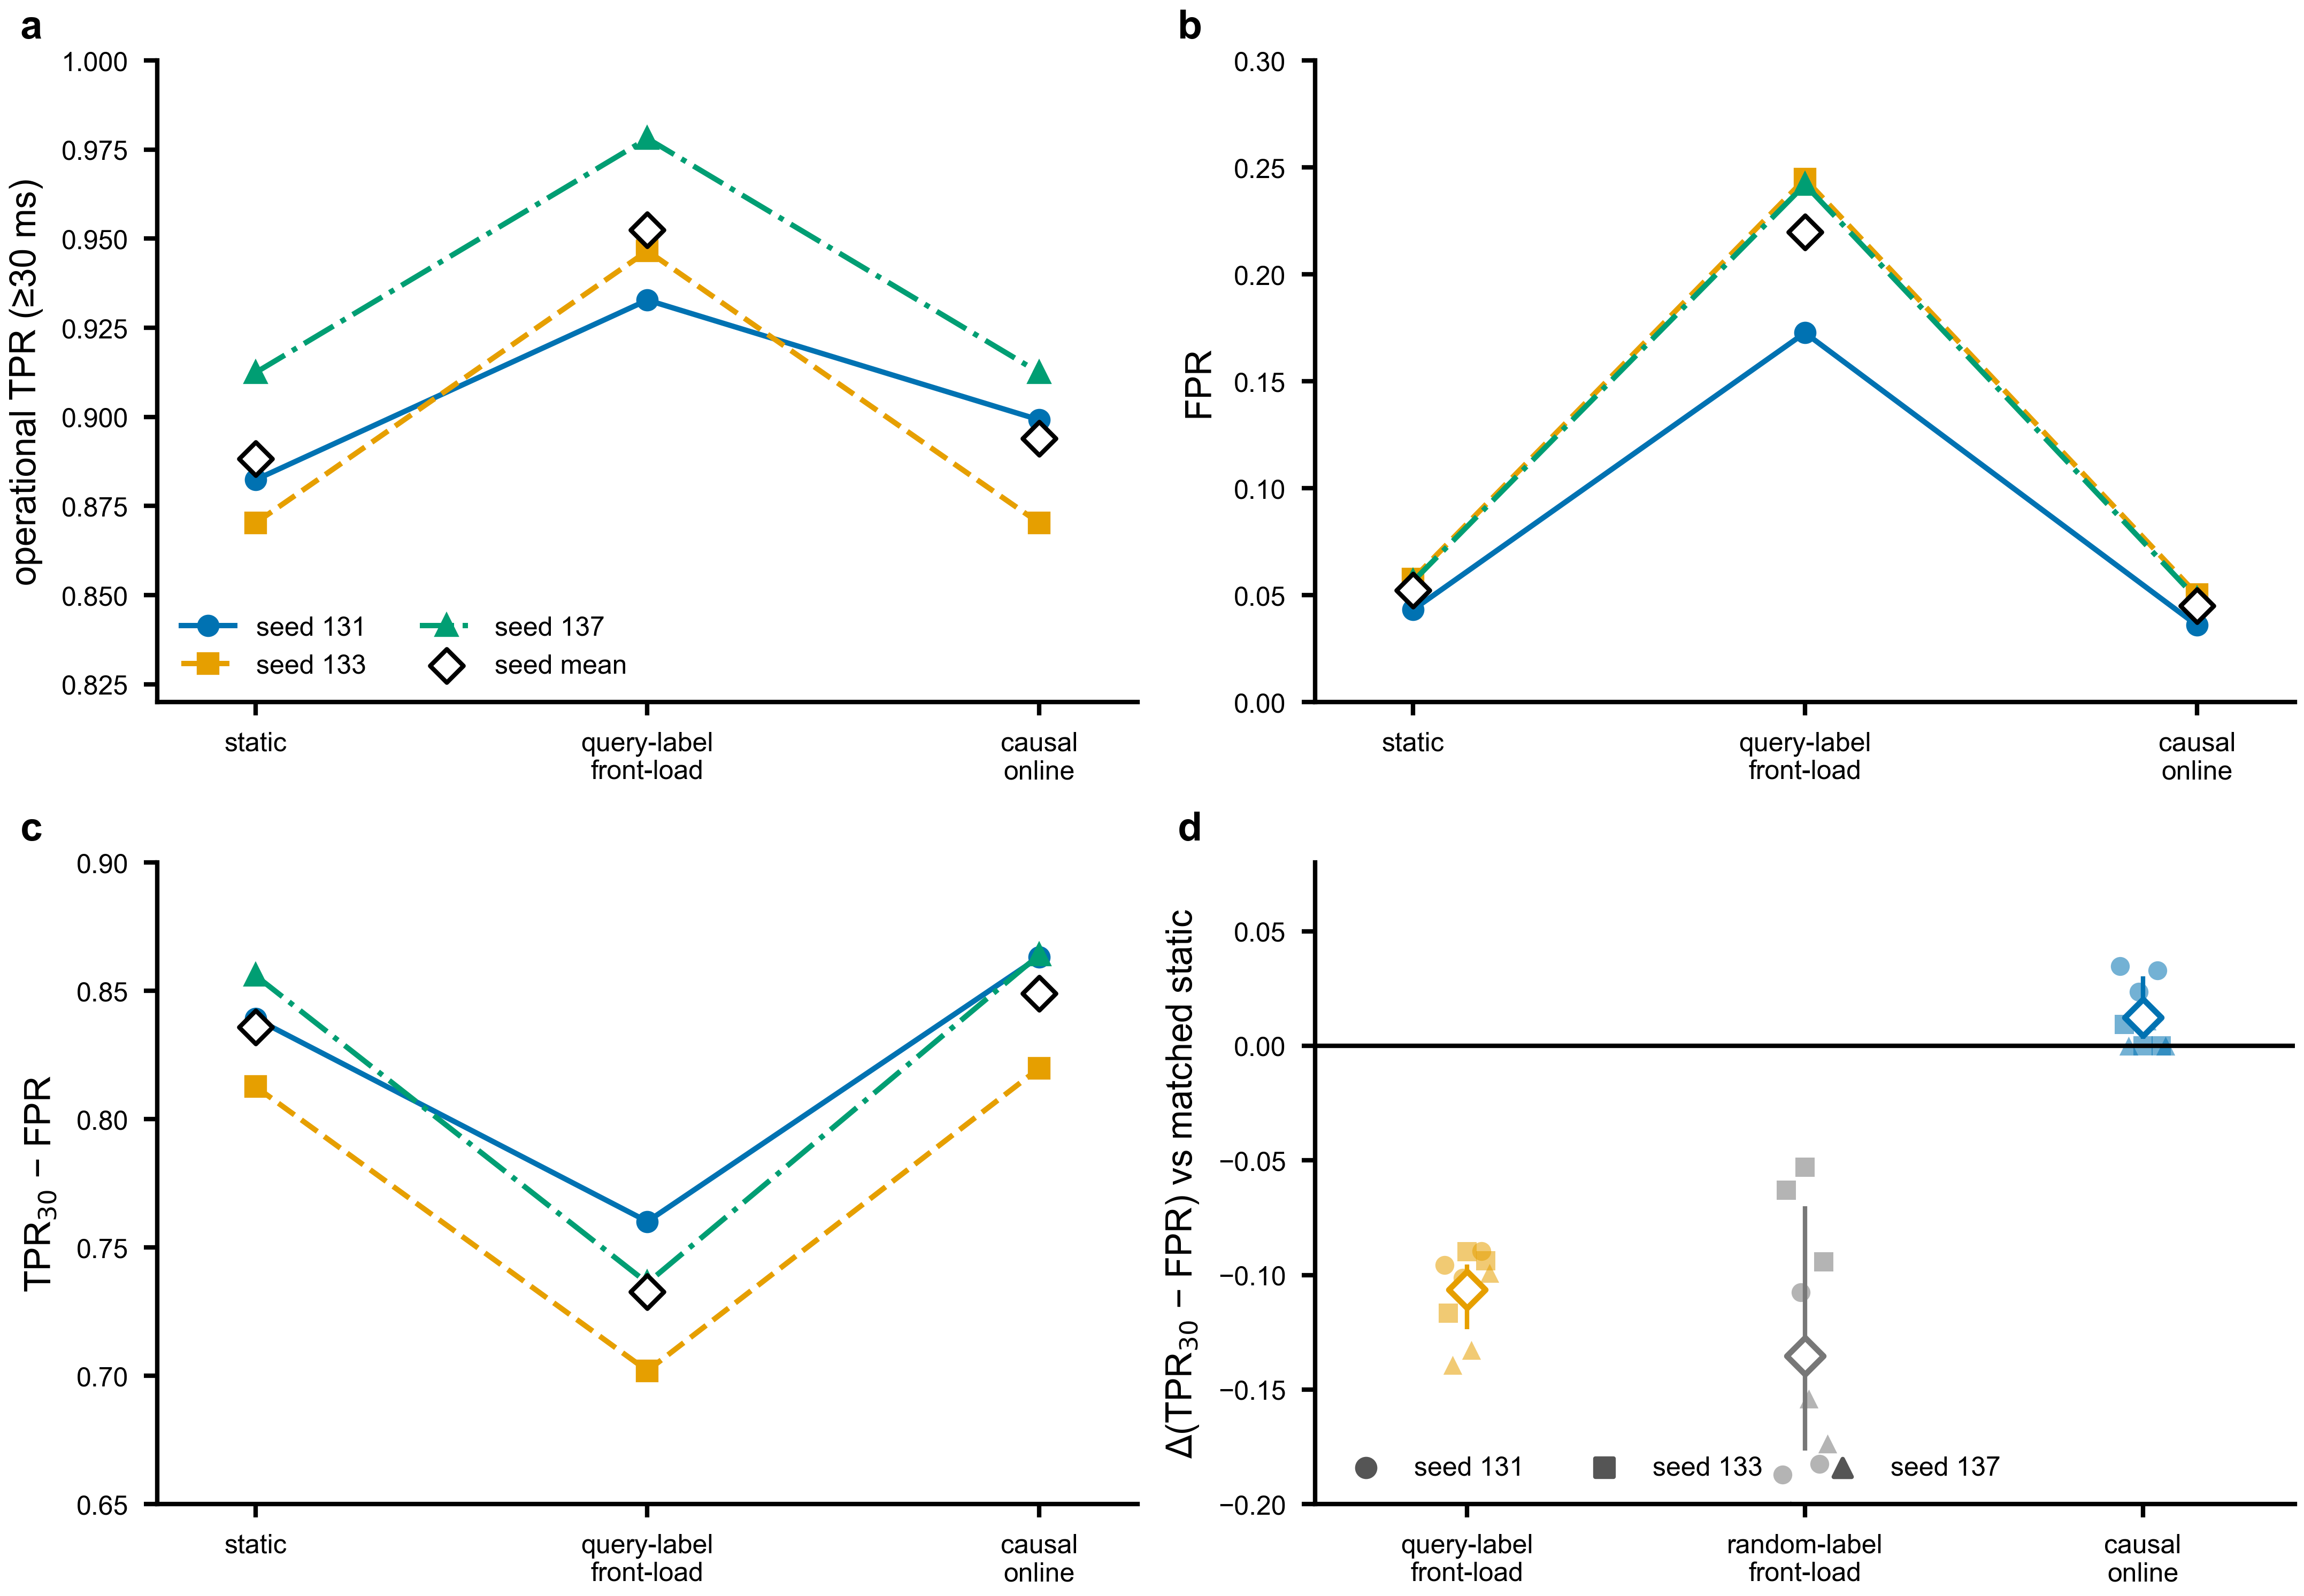 a
operational TPR (≥30 ms)
1.000
0.975
0.950
0.925
0.900
0.875
0.850
0.825
seed 131
seed 133
seed 137
seed mean
static
query-label
front-load
causal
online
b
FPR
0.30
0.25
0.20
0.15
0.10
0.05
0.00
static
query-label
front-load
causal
online
c
TPR₃₀ − FPR
0.90
0.85
0.80
0.75
0.70
0.65
static
query-label
front-load
causal
online
d
Δ(TPR₃₀ − FPR) vs matched static
0.05
0.00
−0.05
−0.10
−0.15
−0.20
seed 131
seed 133
seed 137
query-label
front-load
random-label
front-load
causal
online